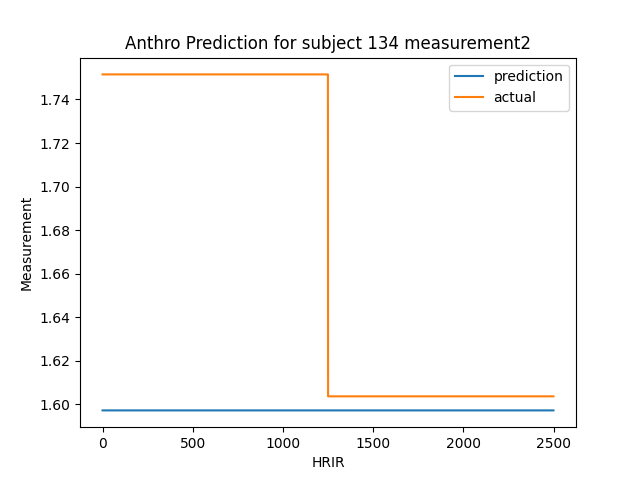 Anthro Prediction for subject 134 measurement2
prediction
actual
Measurement
1.74
1.72
1.70
1.68
1.66
1.64
1.62
1.60
0 500 1000 1500 2000 2500
HRIR